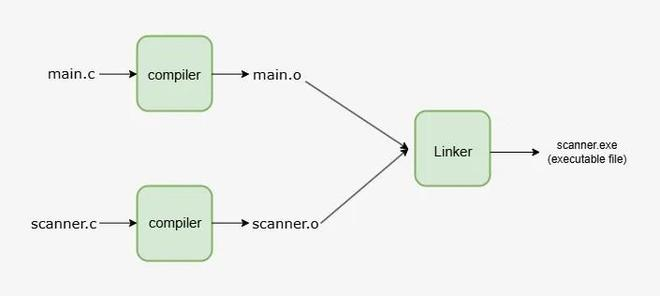 main.c
compiler
main.o
Linker
scanner.exe
(executable file)
scanner.c
compiler
scanner.o